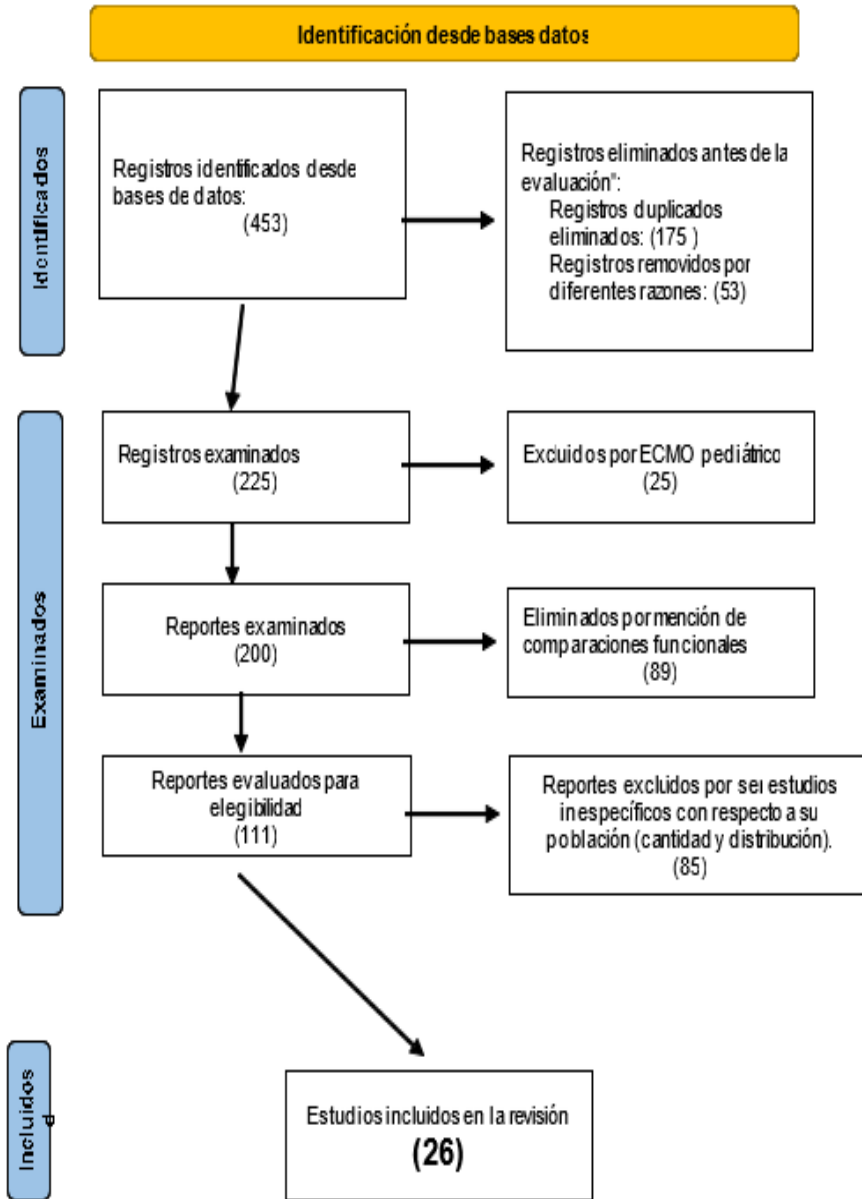 Identificación desde bases datos
Identificados
Registros identificados desde
bases de datos:
(453)
Registros eliminados antes de la
evaluación":
Registros duplicados
eliminados: (175 )
Registros removidos por
diferentes razones: (53)
Examinados
Registros examinados
(225)
Excluidos por ECMO pediátrico
(25)
Reportes examinados
(200)
Eliminados por mención de
comparaciones funcionales
(89)
Reportes evaluados para
elegibilidad
(111)
Reportes excluidos por ser estudios
inespecíficos con respecto a su
población (cantidad y distribución).
(85)
Incluidos
Estudios incluidos en la revisión
(26)